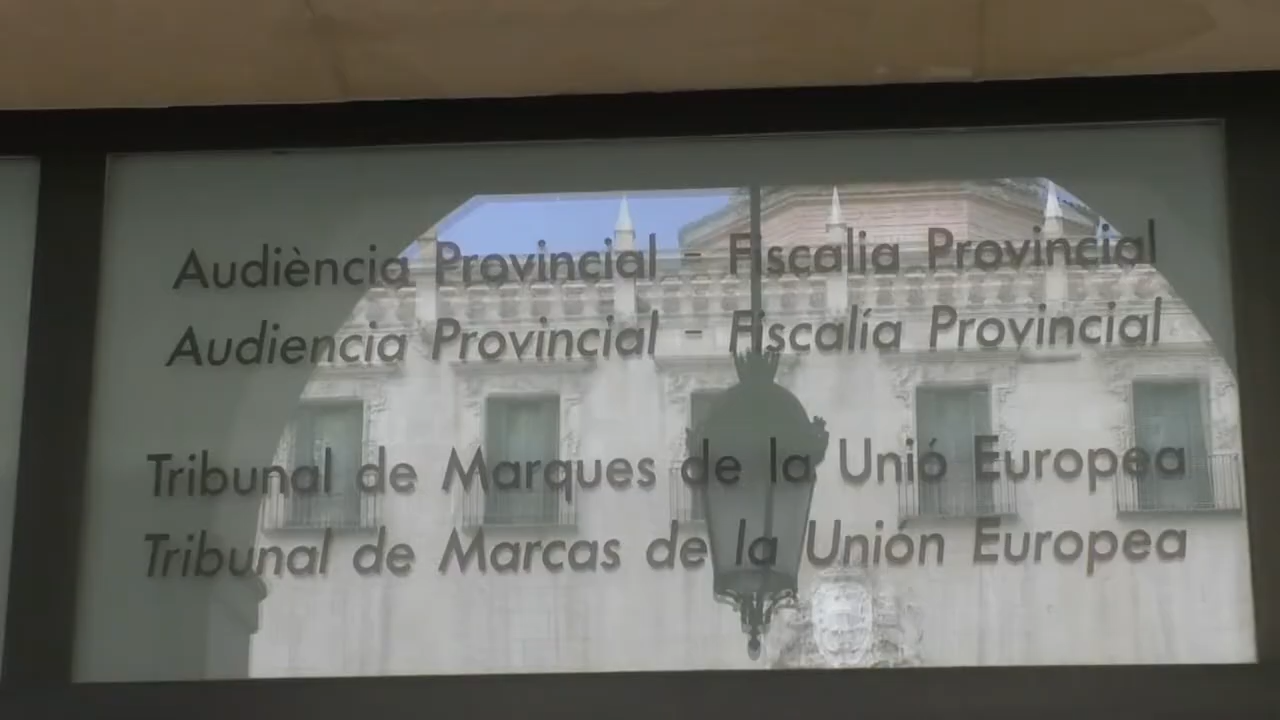 Audiència Provincial - Fiscalia Provincial
Audiencia Provincial - Fiscalía Provincial
Tribunal de Marques de la Unió Europea
Tribunal de Marcas de la Unión Europea